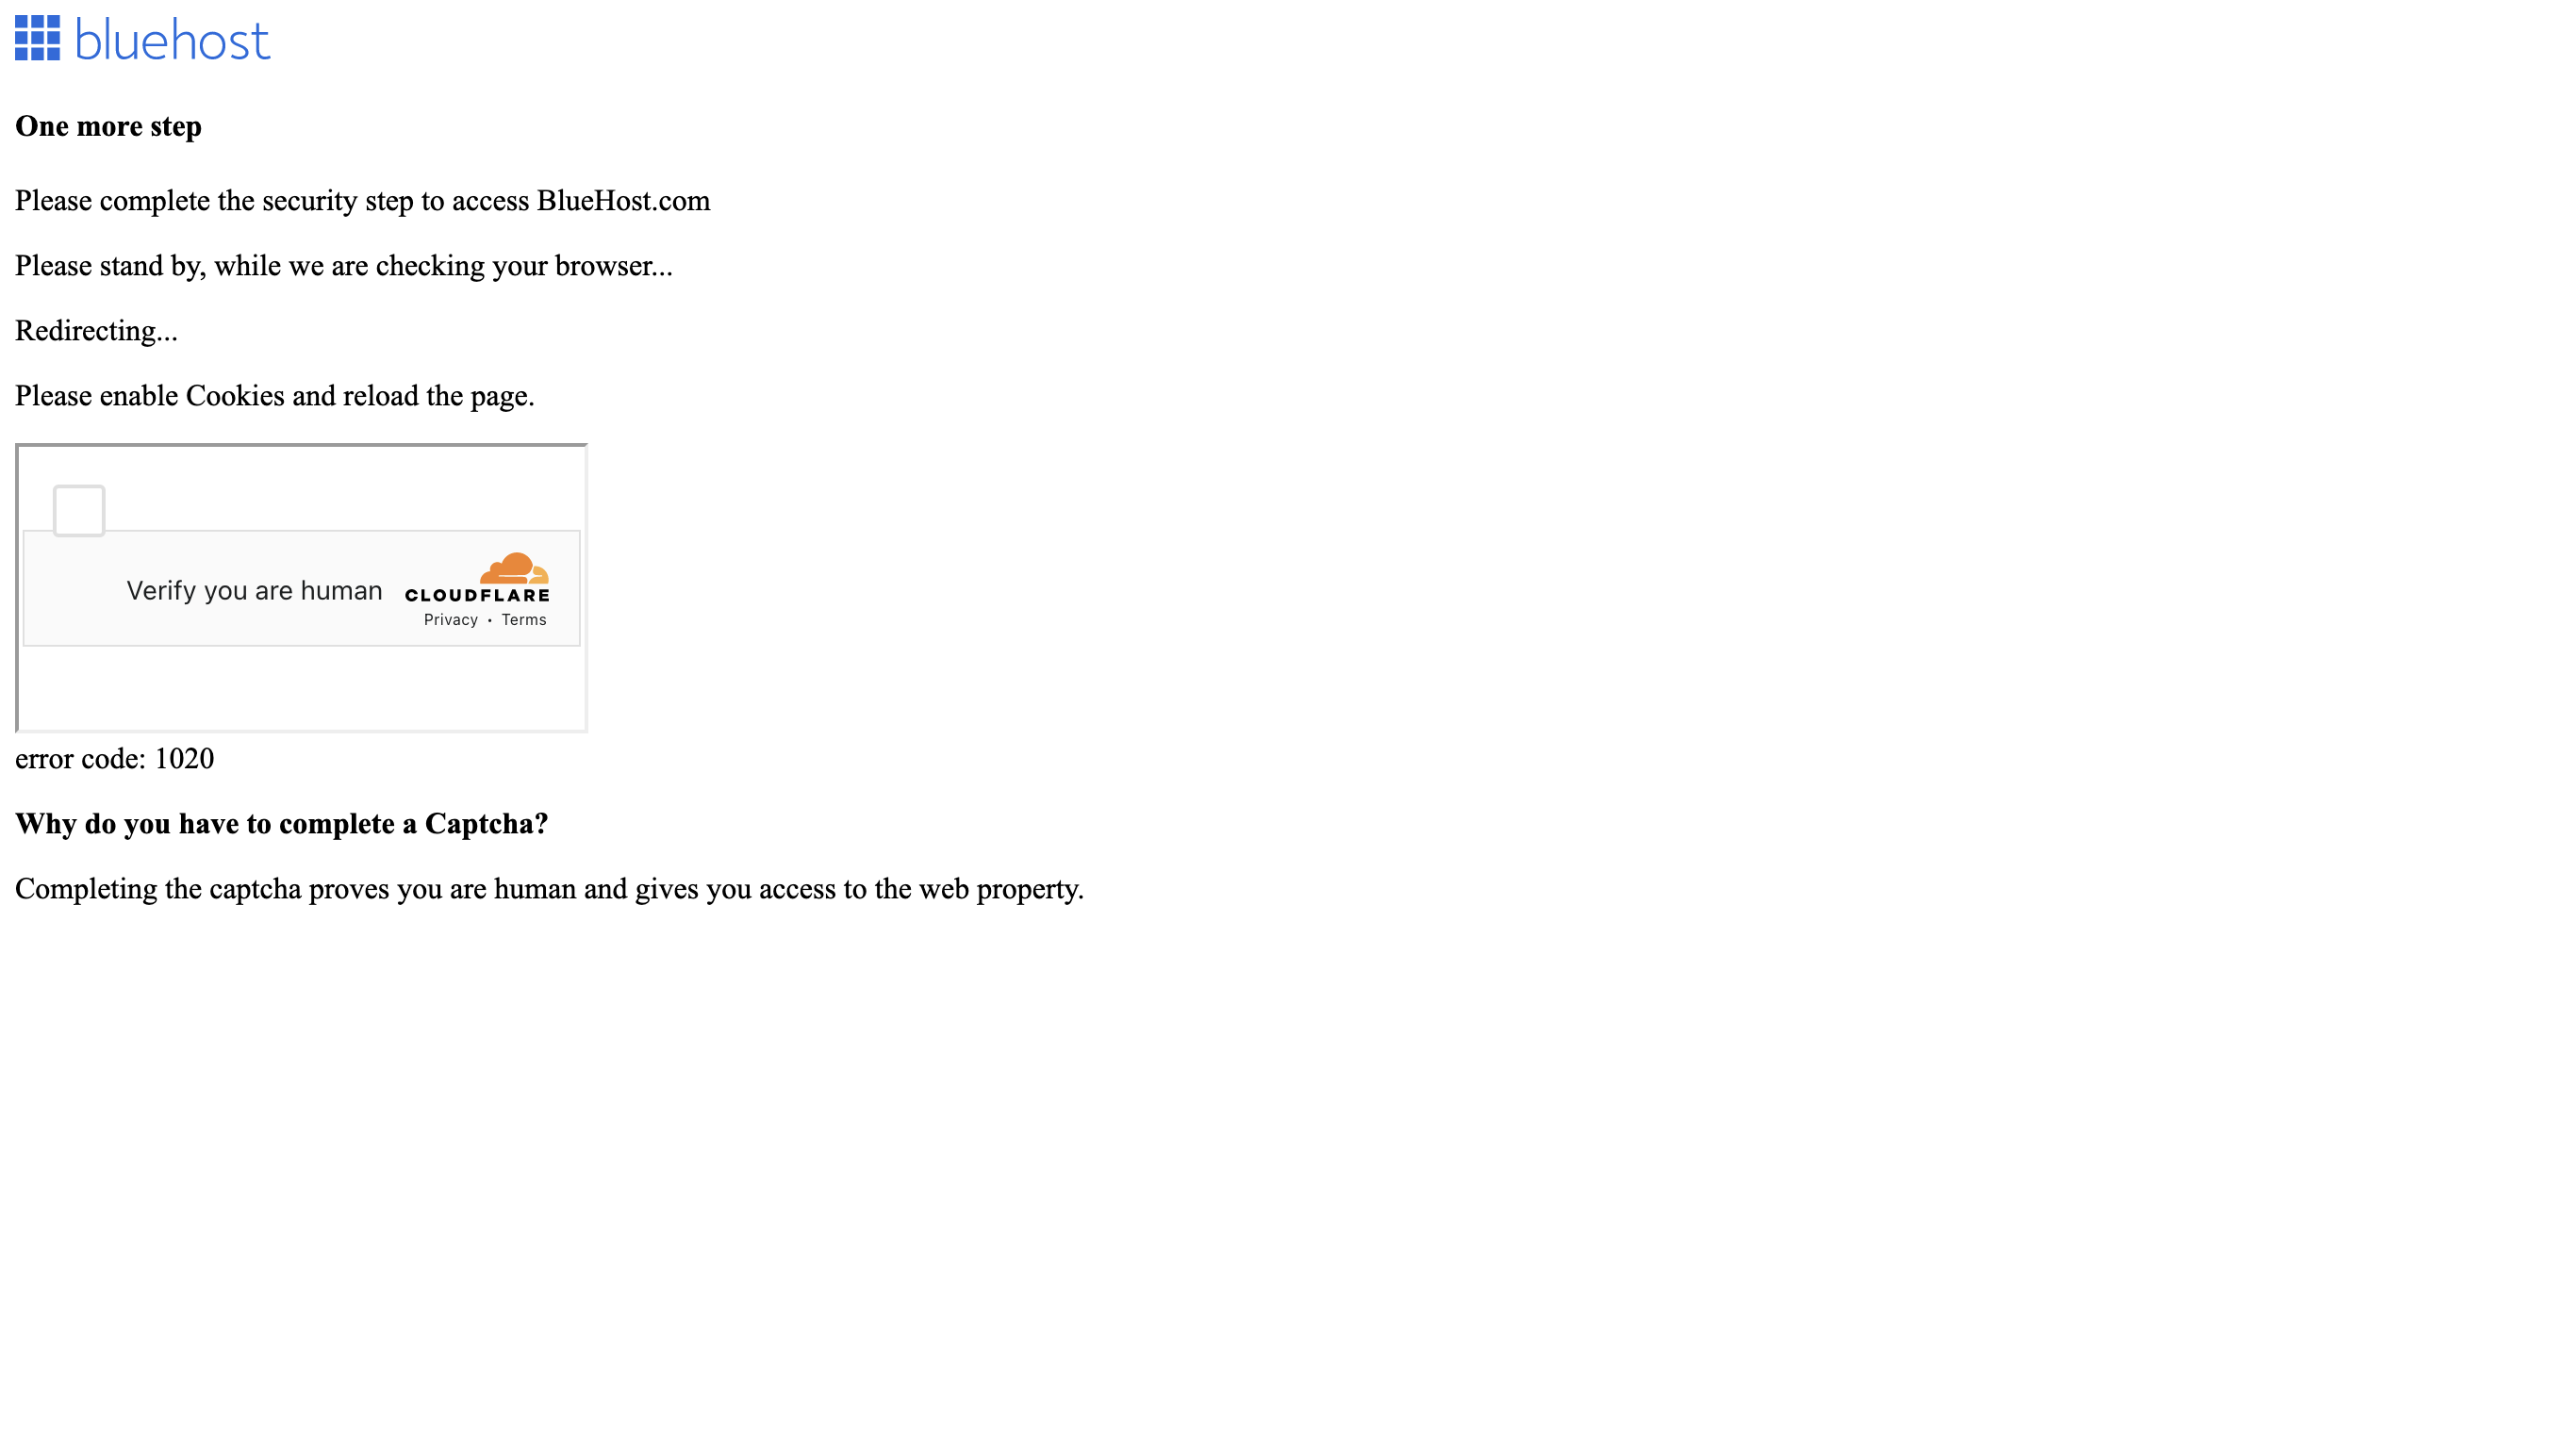 bluehost
One more step
Please complete the security step to access BlueHost.com
Please stand by, while we are checking your browser...
Redirecting...
Please enable Cookies and reload the page.
Verify you are human
CLOUDFLARE
Privacy • Terms
error code: 1020
Why do you have to complete a Captcha?
Completing the captcha proves you are human and gives you access to the web property.